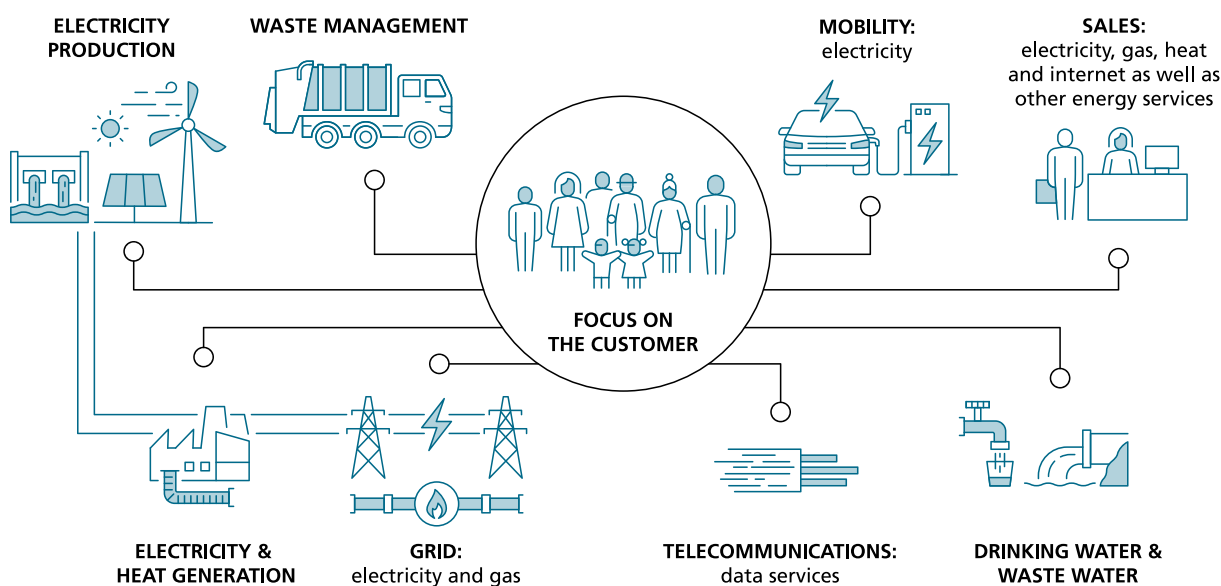 ELECTRICITY
PRODUCTION
WASTE MANAGEMENT
MOBILITY:
electricity
SALES:
electricity, gas, heat
and internet as well as
other energy services
FOCUS ON
THE CUSTOMER
ELECTRICITY &
HEAT GENERATION
GRID:
electricity and gas
TELECOMMUNICATIONS:
data services
DRINKING WATER &
WASTE WATER